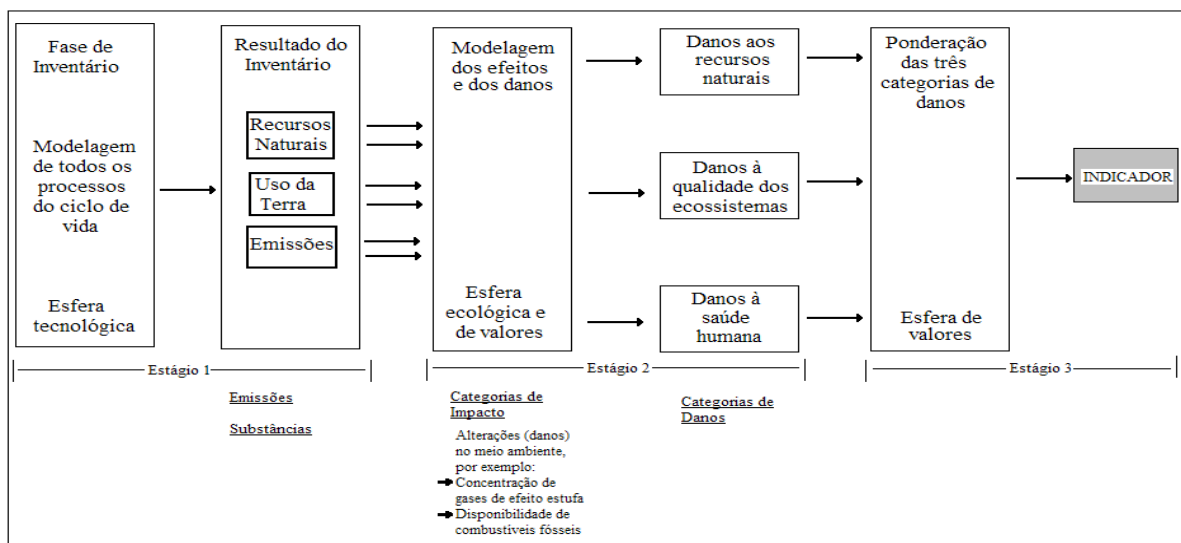 Fase de
Inventário
Modelagem
de todos os
processos
do ciclo de
vida
Esfera
tecnológica
Resultado do
Inventário
Recursos
Naturais
Uso da
Terra
Emissões
Modelagem
dos efeitos
e dos danos
Esfera
ecológica e
de valores
Danos aos
recursos
naturais
Danos à
qualidade dos
ecossistemas
Danos à
saúde
humana
Ponderação
das três
categorias de
danos
Esfera de
valores
INDICADOR
Estágio 1
Estágio 2
Estágio 3
Emissões
Substâncias
Categorias de
Impacto
Alterações (danos)
no meio ambiente,
por exemplo:
Concentração de
gases de efeito estufa
Disponibilidade de
combustiveis fósseis
Categorias de
Danos